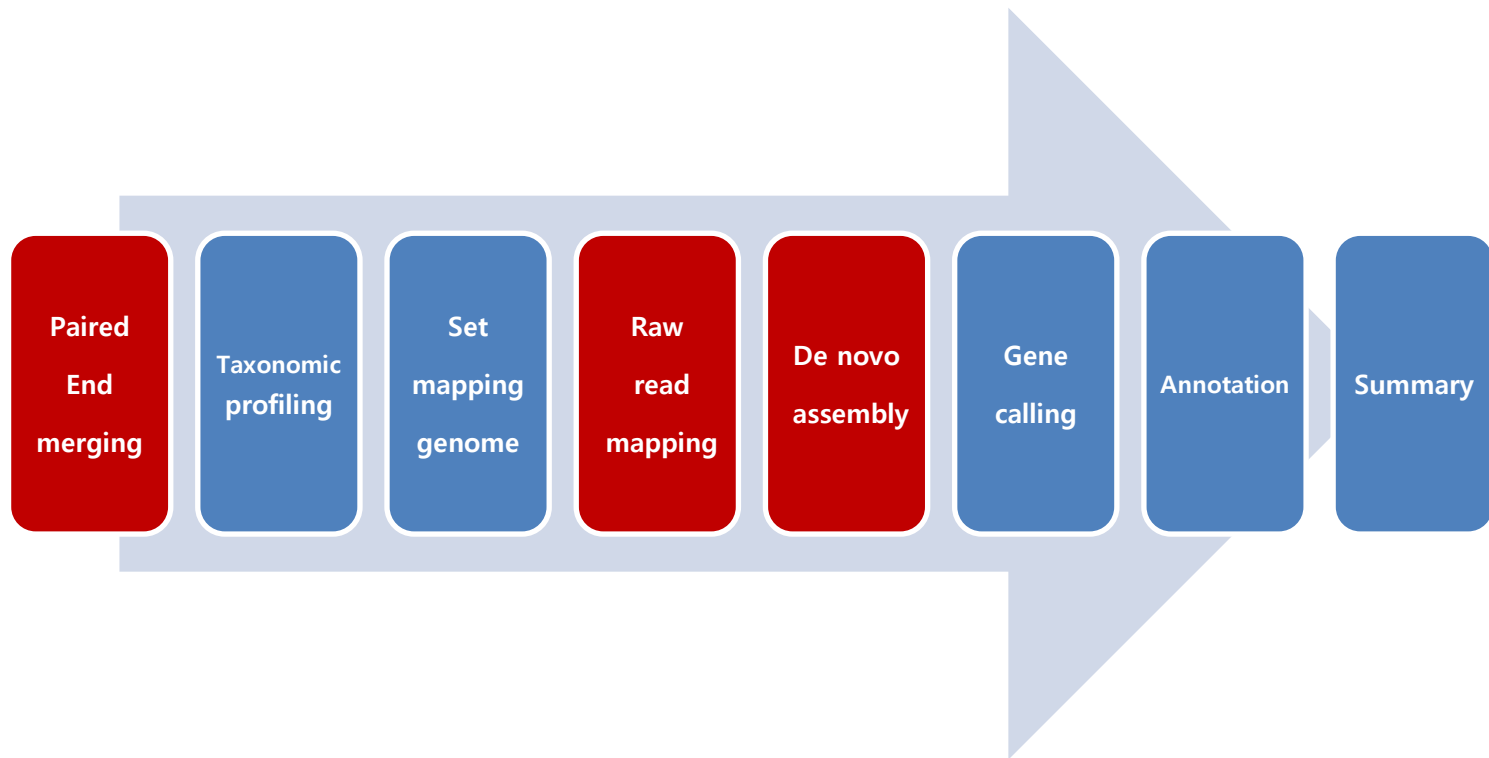 Paired
End
merging
Taxonomic
profiling
Set
mapping
genome
Raw
read
mapping
De novo
assembly
Gene
calling
Annotation
Summary